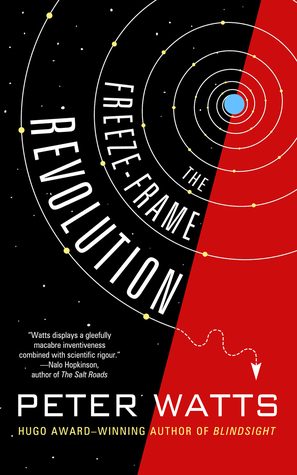 THE
FREEZE-FRAME
REVOLUTION
"Watts displays a gleefully
macabre inventiveness
combined with scientific rigour."
—Nalo Hopkinson,
author of The Salt Roads
PETER WATTS
HUGO AWARD–WINNING AUTHOR OF BLINDSIGHT